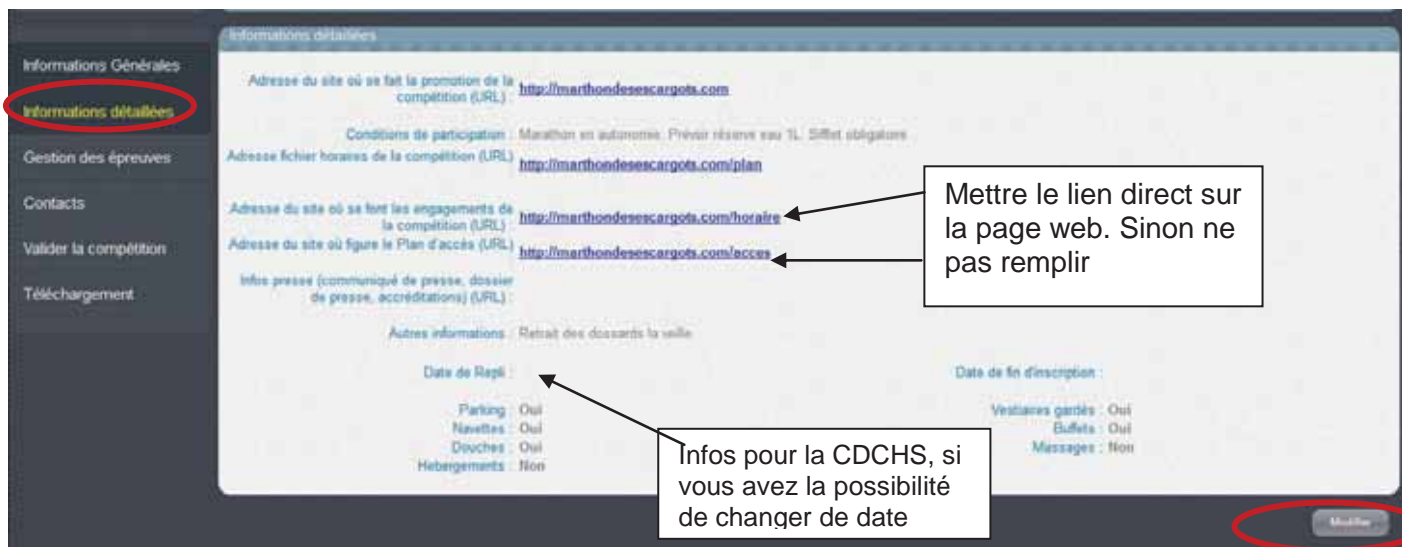 Informations détaillées
Informations Générales
Informations détaillées
Gestion des épreuves
Contacts
Valider la compétition
Téléchargement
Adresse du site où se fait la promotion de la
compétition (URL) : http://marthondesescargots.com
Conditions de participation : Marathon en autonomie. Prévoir réserve eau 1L. Sifflet obligatoire
Adresse fichier horaires de la compétition (URL) http://marthondesescargots.com/plan
Adresse du site où se font les engagements de
la compétition (URL) : http://marthondesescargots.com/horaire
Adresse du site où figure le Plan d'accès (URL) http://marthondesescargots.com/acces
Infos presse (communiqué de presse, dossier
de presse, accréditations) (URL) :
Autres informations : Retrait des dossards la veille
Date de Repli :
Date de fin d'inscription :
Parking : Oui
Vestiaires gardés : Oui
Navettes : Oui
Buffets : Oui
Douches : Oui
Massages : Non
Hebergements : Non
Mettre le lien direct sur
la page web. Sinon ne
pas remplir
Infos pour la CDCHS, si
vous avez la possibilité
de changer de date
Modifier